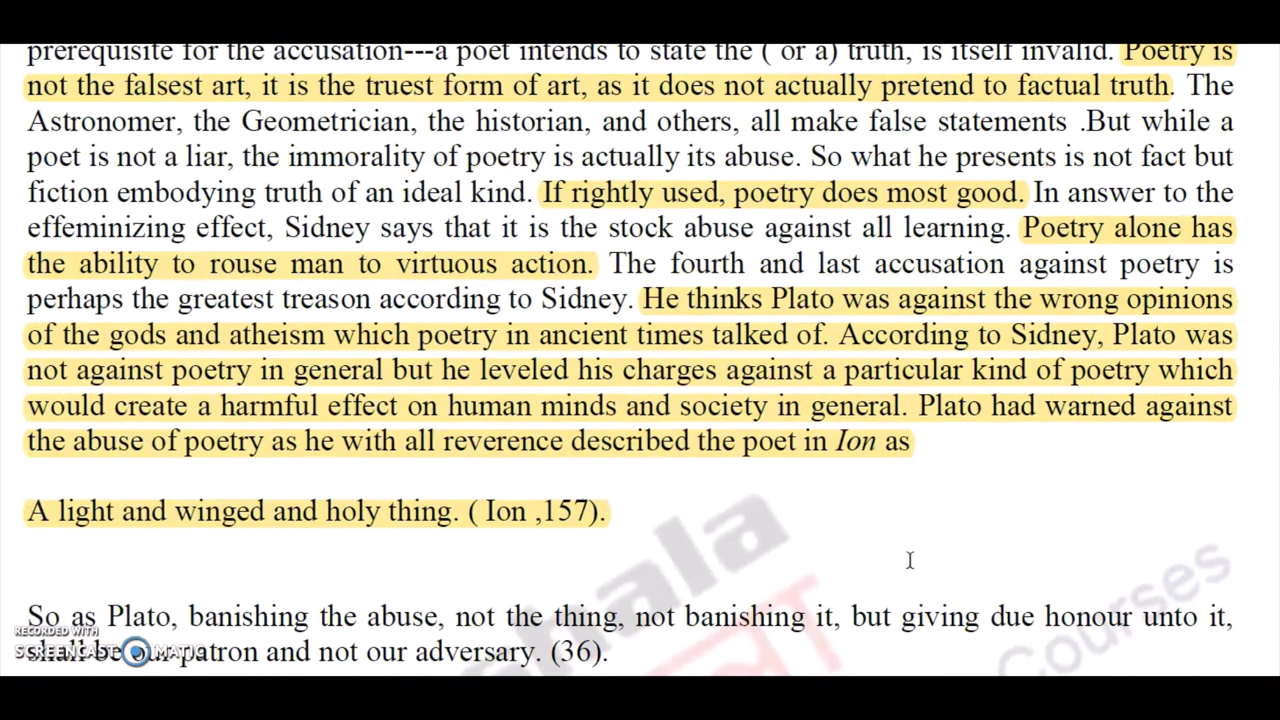 prerequisite for the accusation---a poet intends to state the ( or a) truth, is itself invalid. Poetry is
not the falsest art, it is the truest form of art, as it does not actually pretend to factual truth. The
Astronomer, the Geometrician, the historian, and others, all make false statements .But while a
poet is not a liar, the immorality of poetry is actually its abuse. So what he presents is not fact but
fiction embodying truth of an ideal kind. If rightly used, poetry does most good. In answer to the
effeminizing effect, Sidney says that it is the stock abuse against all learning. Poetry alone has
the ability to rouse man to virtuous action. The fourth and last accusation against poetry is
perhaps the greatest treason according to Sidney. He thinks Plato was against the wrong opinions
of the gods and atheism which poetry in ancient times talked of. According to Sidney, Plato was
not against poetry in general but he leveled his charges against a particular kind of poetry which
would create a harmful effect on human minds and society in general. Plato had warned against
the abuse of poetry as he with all reverence described the poet in Ion as
A light and winged and holy thing. ( Ion ,157).
So as Plato, banishing the abuse, not the thing, not banishing it, but giving due honour unto it,
shall be our patron and not our adversary. (36).
RECORDED WITH
SCREENCAST MATIC
Courses